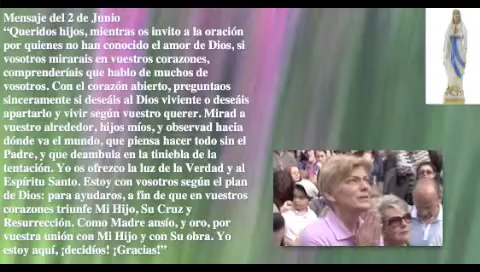 Mensaje del 2 de Junio
“Queridos hijos, mientras os invito a la oración
por quienes no han conocido el amor de Dios, si
vosotros mirarais en vuestros corazones,
comprenderíais que hablo de muchos de
vosotros. Con el corazón abierto, preguntaos
sinceramente si deseáis al Dios viviente o deseáis
apartarlo y vivir según vuestro querer. Mirad a
vuestro alrededor, hijos míos, y observad hacia
dónde va el mundo, que piensa hacer todo sin el
Padre, y que deambula en la tiniebla de la
tentación. Yo os ofrezco la luz de la Verdad y al
Espíritu Santo. Estoy con vosotros según el plan
de Dios: para ayudaros, a fin de que en vuestros
corazones triunfe Mi Hijo, Su Cruz y
Resurrección. Como Madre ansío, y oro, por
vuestra unión con Mi Hijo y con Su obra. Yo
estoy aquí, ¡decidíos! ¡Gracias!”